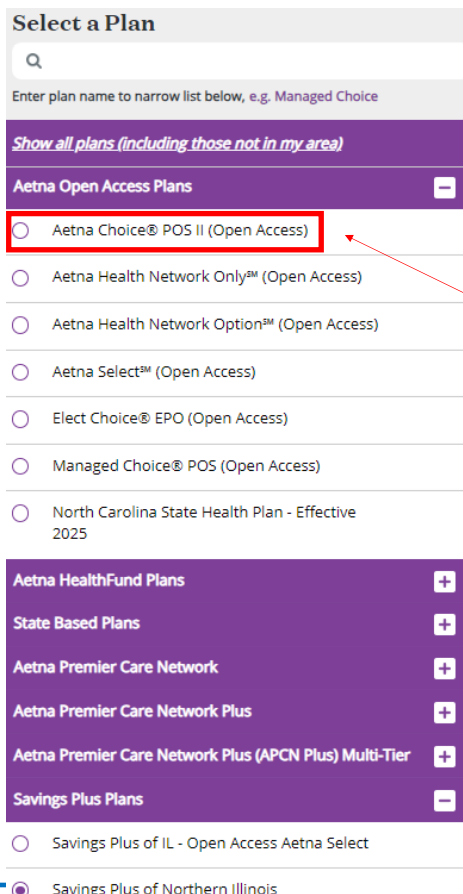 Select a Plan
Enter plan name to narrow list below, e.g. Managed Choice
Show all plans (including those not in my area)
Aetna Open Access Plans
Aetna Choice® POS II (Open Access)
Aetna Health Network Only℠ (Open Access)
Aetna Health Network Option℠ (Open Access)
Aetna Select℠ (Open Access)
Elect Choice® EPO (Open Access)
Managed Choice® POS (Open Access)
North Carolina State Health Plan - Effective
2025
Aetna HealthFund Plans
State Based Plans
Aetna Premier Care Network
Aetna Premier Care Network Plus
Aetna Premier Care Network Plus (APCN Plus) Multi-Tier
Savings Plus Plans
Savings Plus of IL - Open Access Aetna Select
Savings Plus of Northern Illinois